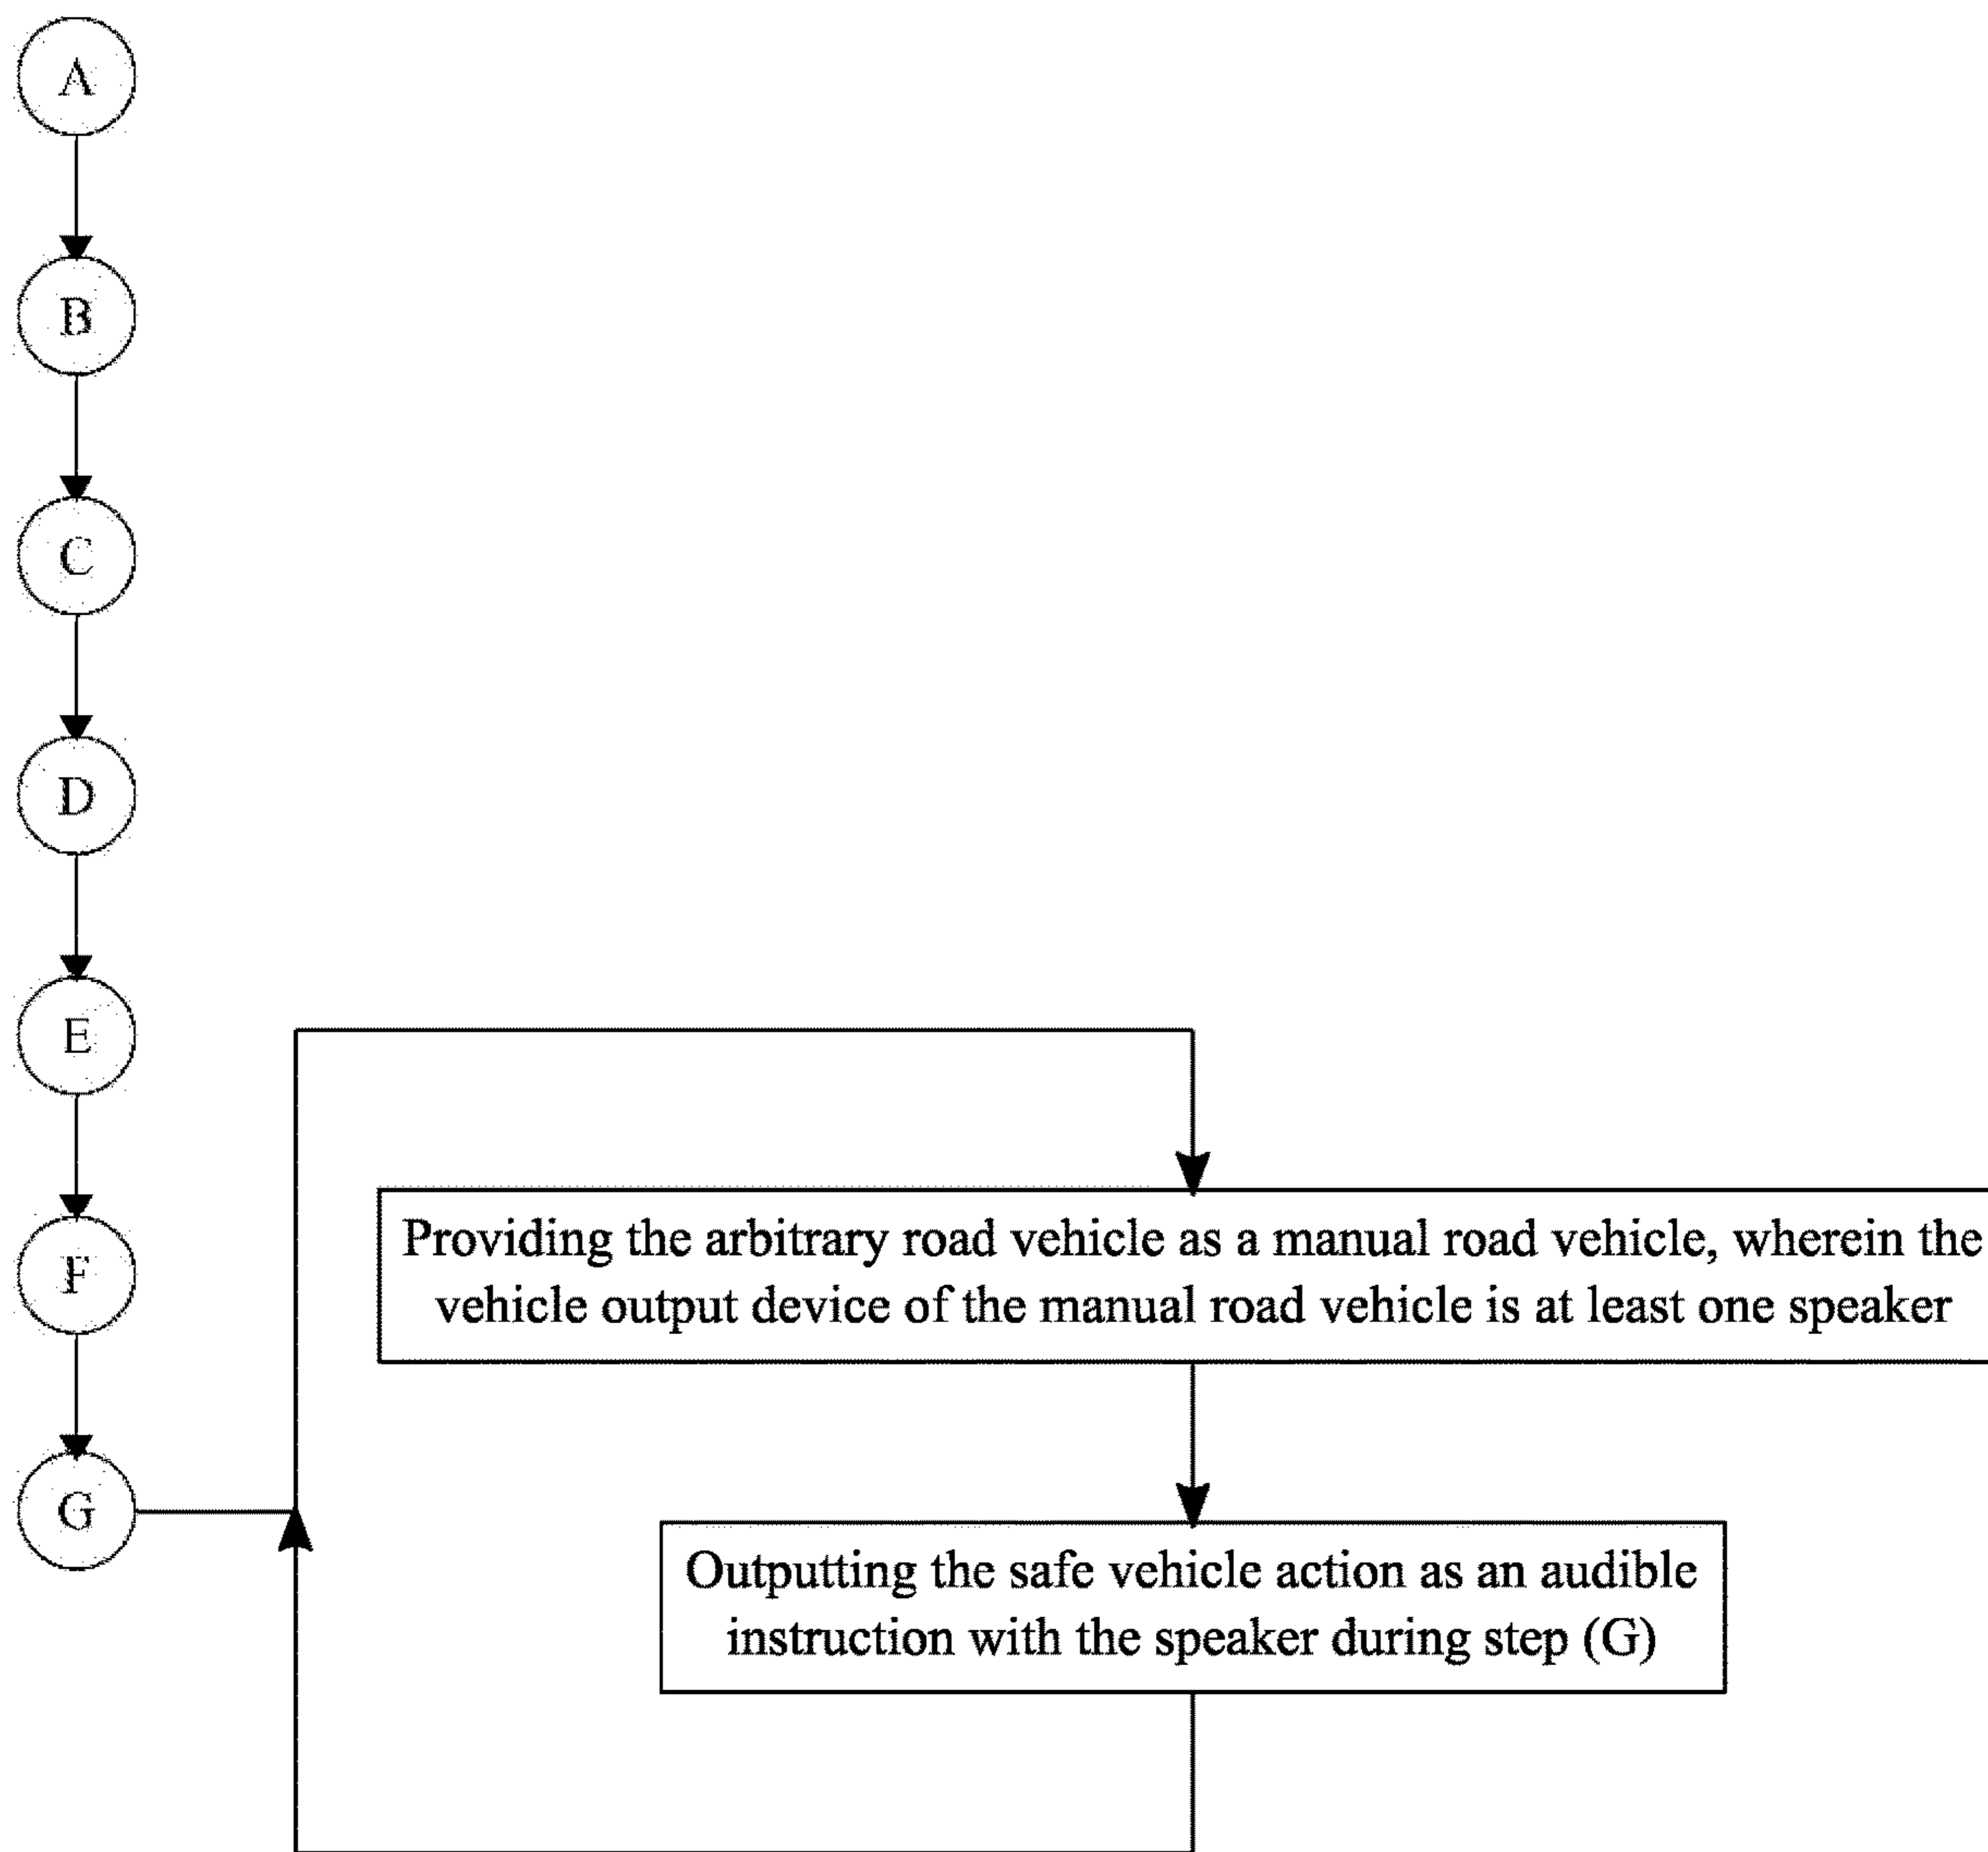 A
B
C
D
E
F
G
Providing the arbitrary road vehicle as a manual road vehicle, wherein the
vehicle output device of the manual road vehicle is at least one speaker
Outputting the safe vehicle action as an audible
instruction with the speaker during step (G)